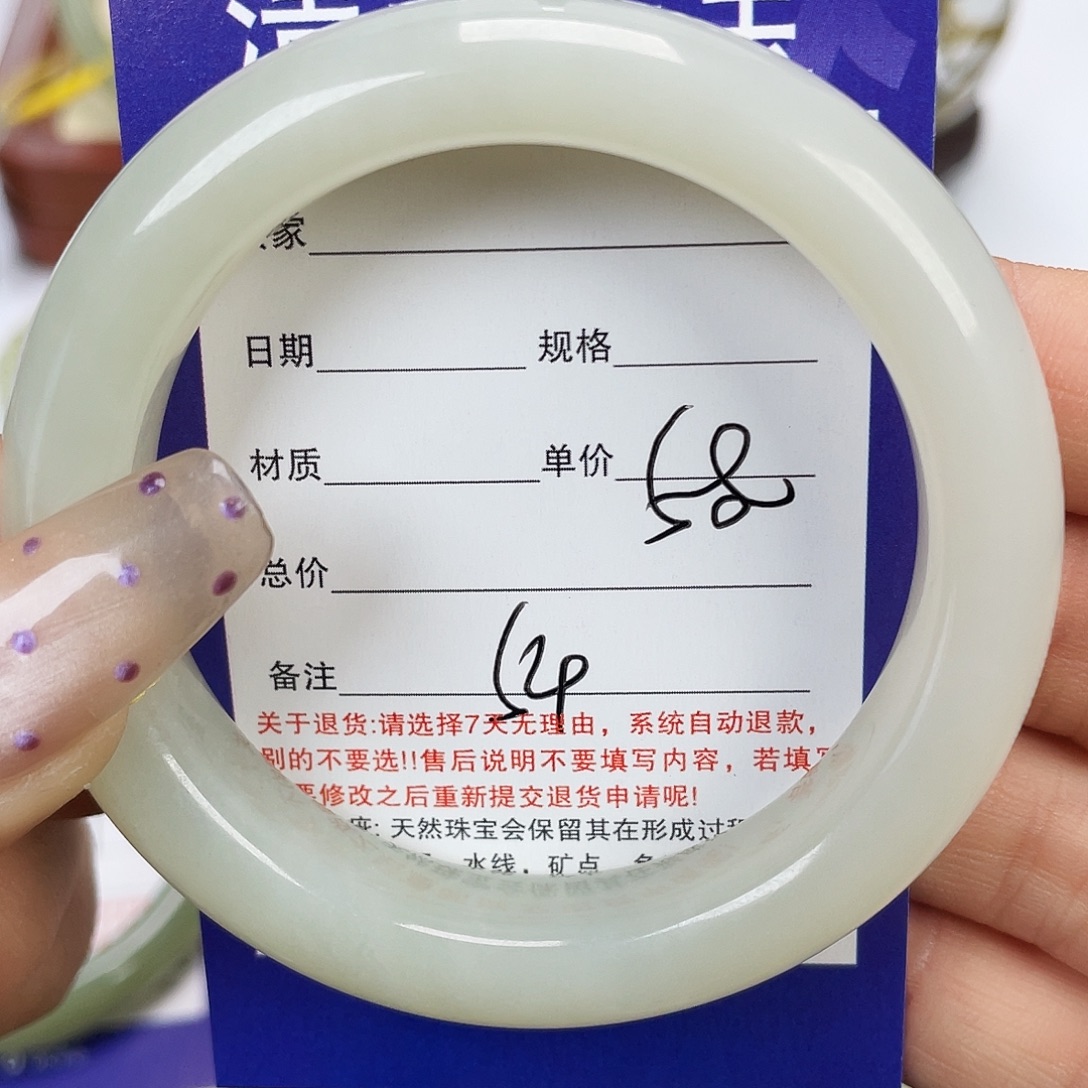 家
日期 规格
材质 单价
总价
备注
关于退货:请选择7天无理由，系统自动退款，
别的不要选!!售后说明不要填写内容，若填写
要修改之后重新提交退货申请呢!
天然珠宝会保留其在形成过程
水线，矿点